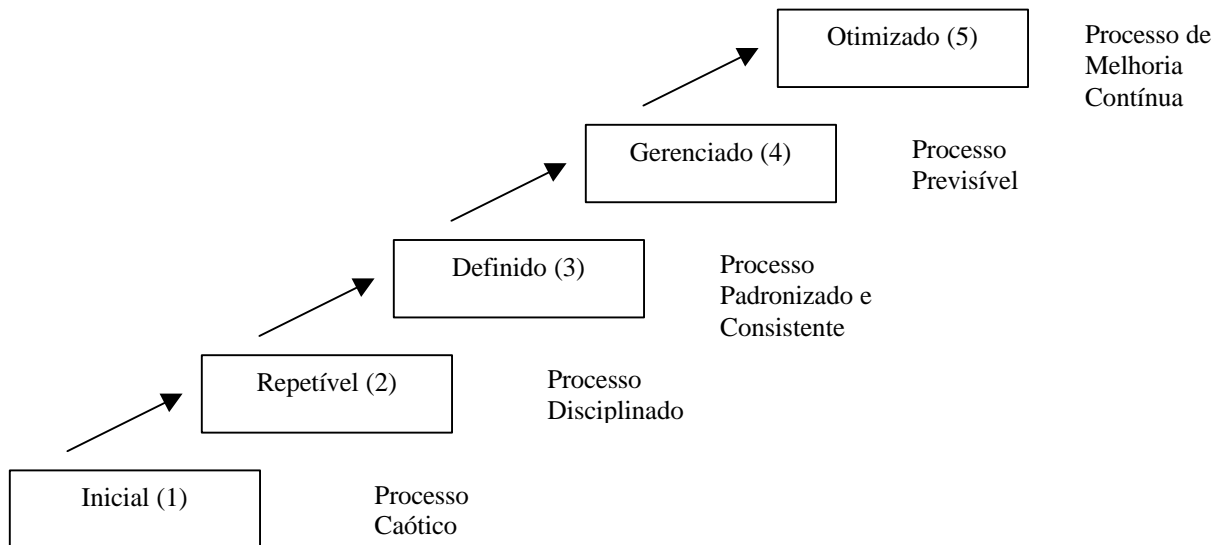 Otimizado (5)
Processo de
Melhoria
Contínua
Gerenciado (4)
Processo
Previsível
Definido (3)
Processo
Padronizado e
Consistente
Repetível (2)
Processo
Disciplinado
Inicial (1)
Processo
Caótico